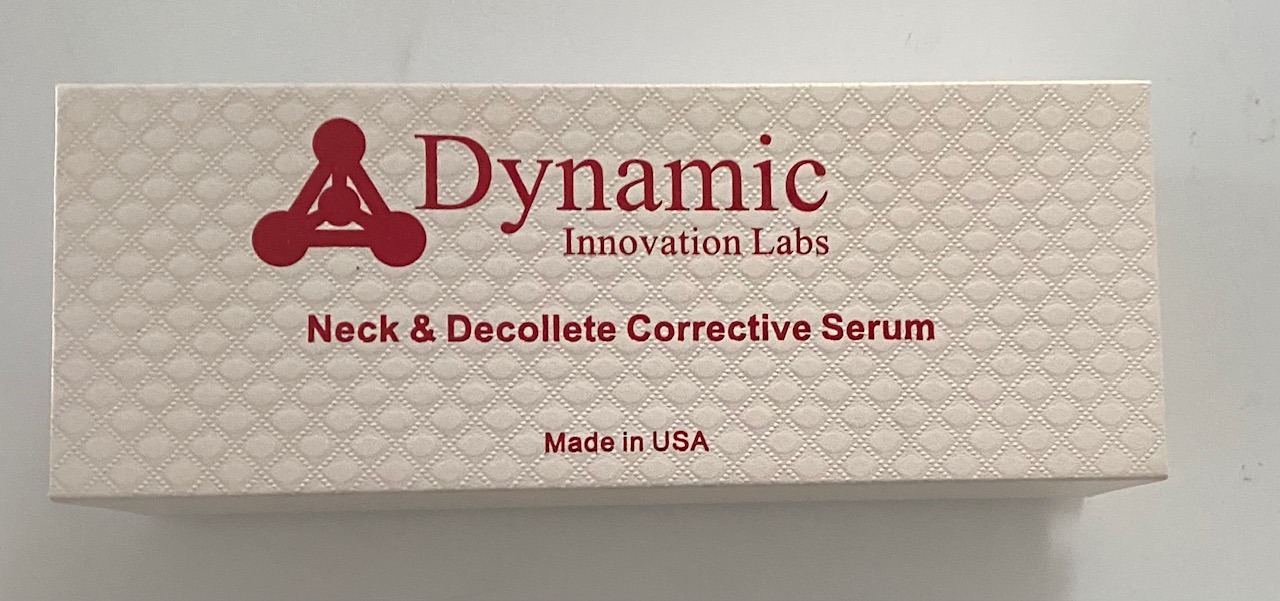 Dynamic
Innovation Labs
Neck & Decollete Corrective Serum
Made in USA